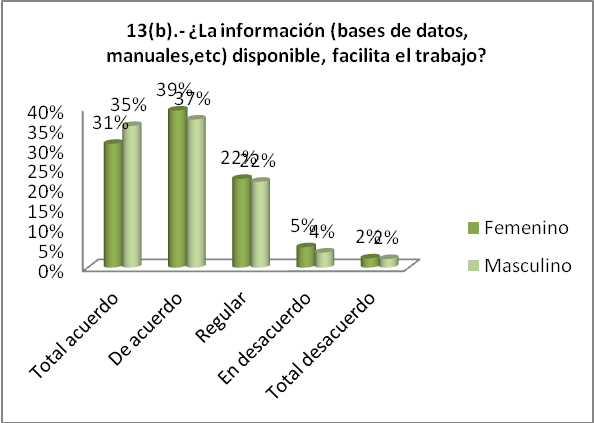 13(b).- ¿La información (bases de datos,
manuales,etc) disponible, facilita el trabajo?
40%
35%
30%
25%
20%
15%
10%
5%
0%
31%
35%
39%
37%
22%
22%
5%
4%
2%
2%
Total acuerdo
De acuerdo
Regular
En desacuerdo
Total desacuerdo
Femenino
Masculino